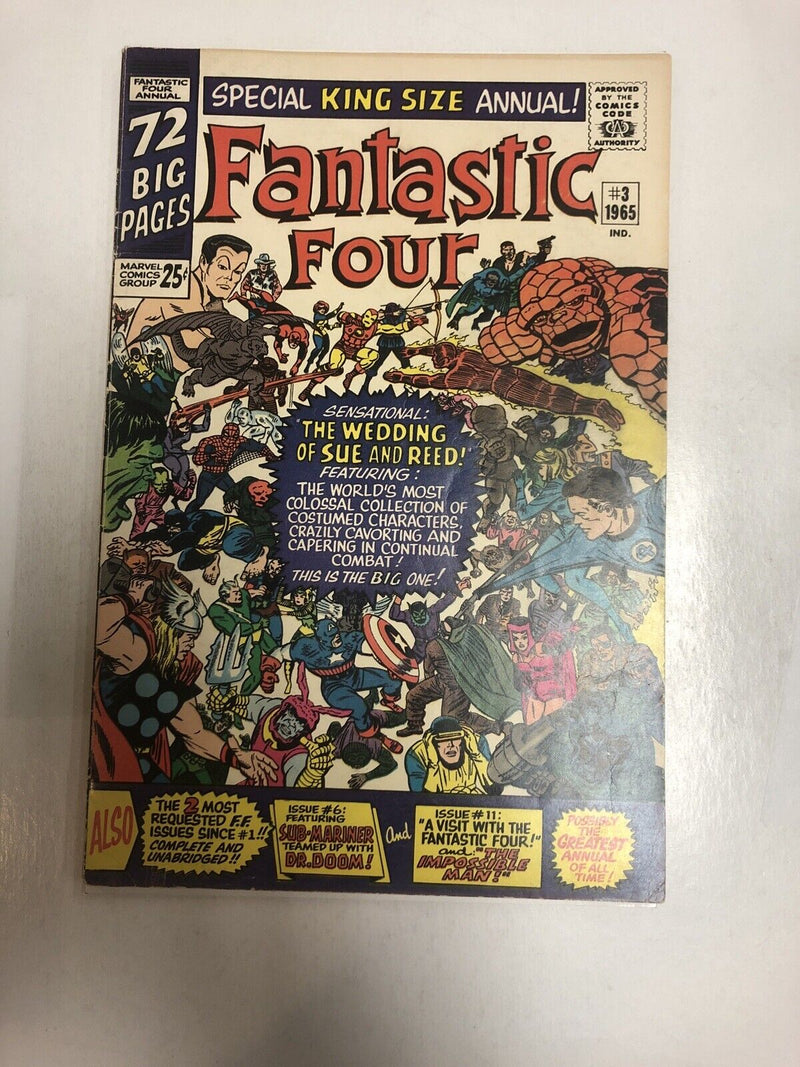 FANTASTIC
FOUR
ANNUAL
72
BIG
PAGES
MARVEL
COMICS
GROUP
25¢
SPECIAL KING SIZE ANNUAL!
APPROVED
BY THE
COMICS
CODE
CA
AUTHORITY
Fantastic
Four
#3
1965
IND.
SENSATIONAL:
"THE WEDDING
OF SUE AND REED!"
FEATURING:
THE WORLD'S MOST
COLOSSAL COLLECTION OF
COSTUMED CHARACTERS,
CRAZILY CAVORTING AND
CAPERING IN CONTINUAL
COMBAT!
THIS IS THE BIG ONE!
4
ALSO
THE 2 MOST
REQUESTED F.F.
ISSUES SINCE #1!!
COMPLETE AND
UNABRIDGED!!
ISSUE #6:
FEATURING
SUB-MARINER
TEAMED UP WITH
DR. DOOM!
And
ISSUE #11:
"A VISIT WITH THE
FANTASTIC FOUR!"
and: "THE
IMPOSSIBLE
MAN!"
POSSIBLY
THE
GREATEST
ANNUAL
OF ALL
TIME!